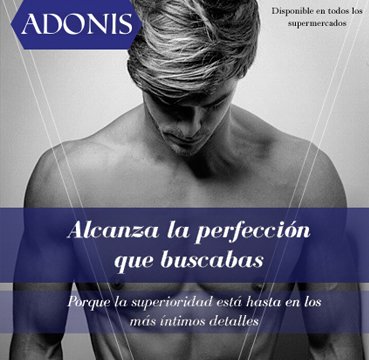 ADONIS
Disponible en todos los
supermercados
Alcanza la perfección
que buscabas
Porque la superioridad está hasta en los
más íntimos detalles